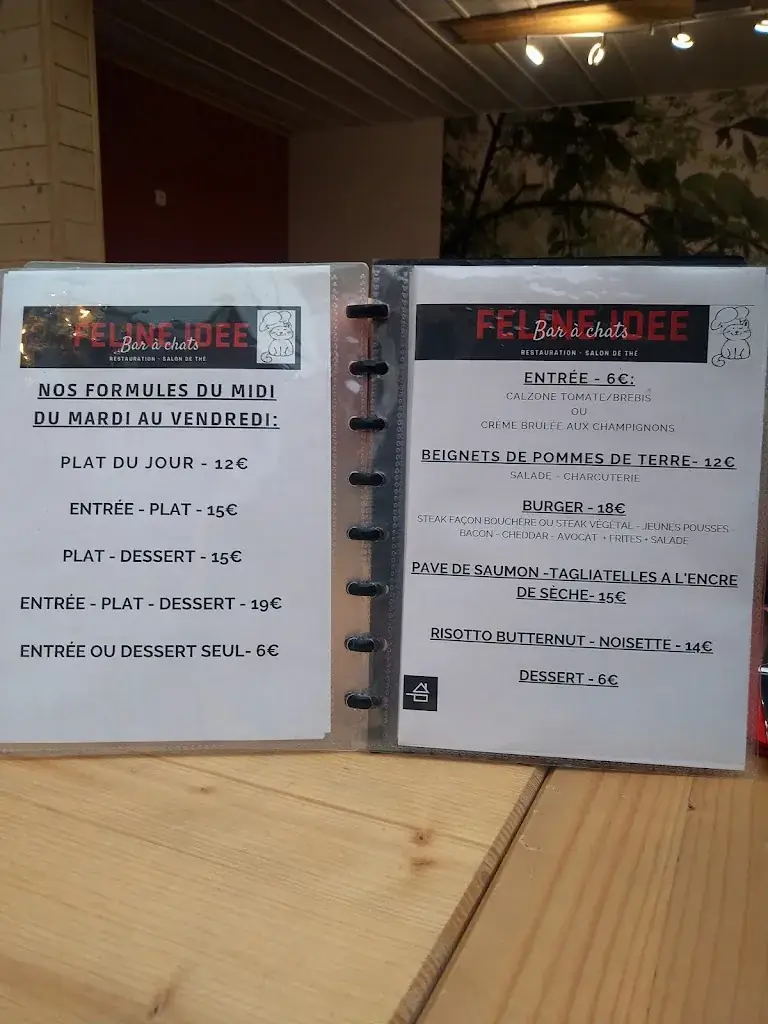 FELINE IDEE
Bar à chats
RESTAURATION - SALON DE THÉ
NOS FORMULES DU MIDI
DU MARDI AU VENDREDI:
PLAT DU JOUR - 12€
ENTRÉE - PLAT - 15€
PLAT - DESSERT - 15€
ENTRÉE - PLAT - DESSERT - 19€
ENTRÉE OU DESSERT SEUL- 6€
FELINE IDEE
Bar à chats
RESTAURATION - SALON DE THÉ
ENTRÉE - 6€:
CALZONE TOMATE/BREBIS
OU
CRÈME BRULÉE AUX CHAMPIGNONS
BEIGNETS DE POMMES DE TERRE- 12€
SALADE - CHARCUTERIE
BURGER - 18€
STEAK FAÇON BOUCHÈRE OU STEAK VÉGÉTAL - JEUNES POUSSES -
BACON - CHEDDAR - AVOCAT + FRITES + SALADE
PAVE DE SAUMON -TAGLIATELLES A L'ENCRE
DE SÈCHE- 15€
RISOTTO BUTTERNUT - NOISETTE - 14€
DESSERT - 6€